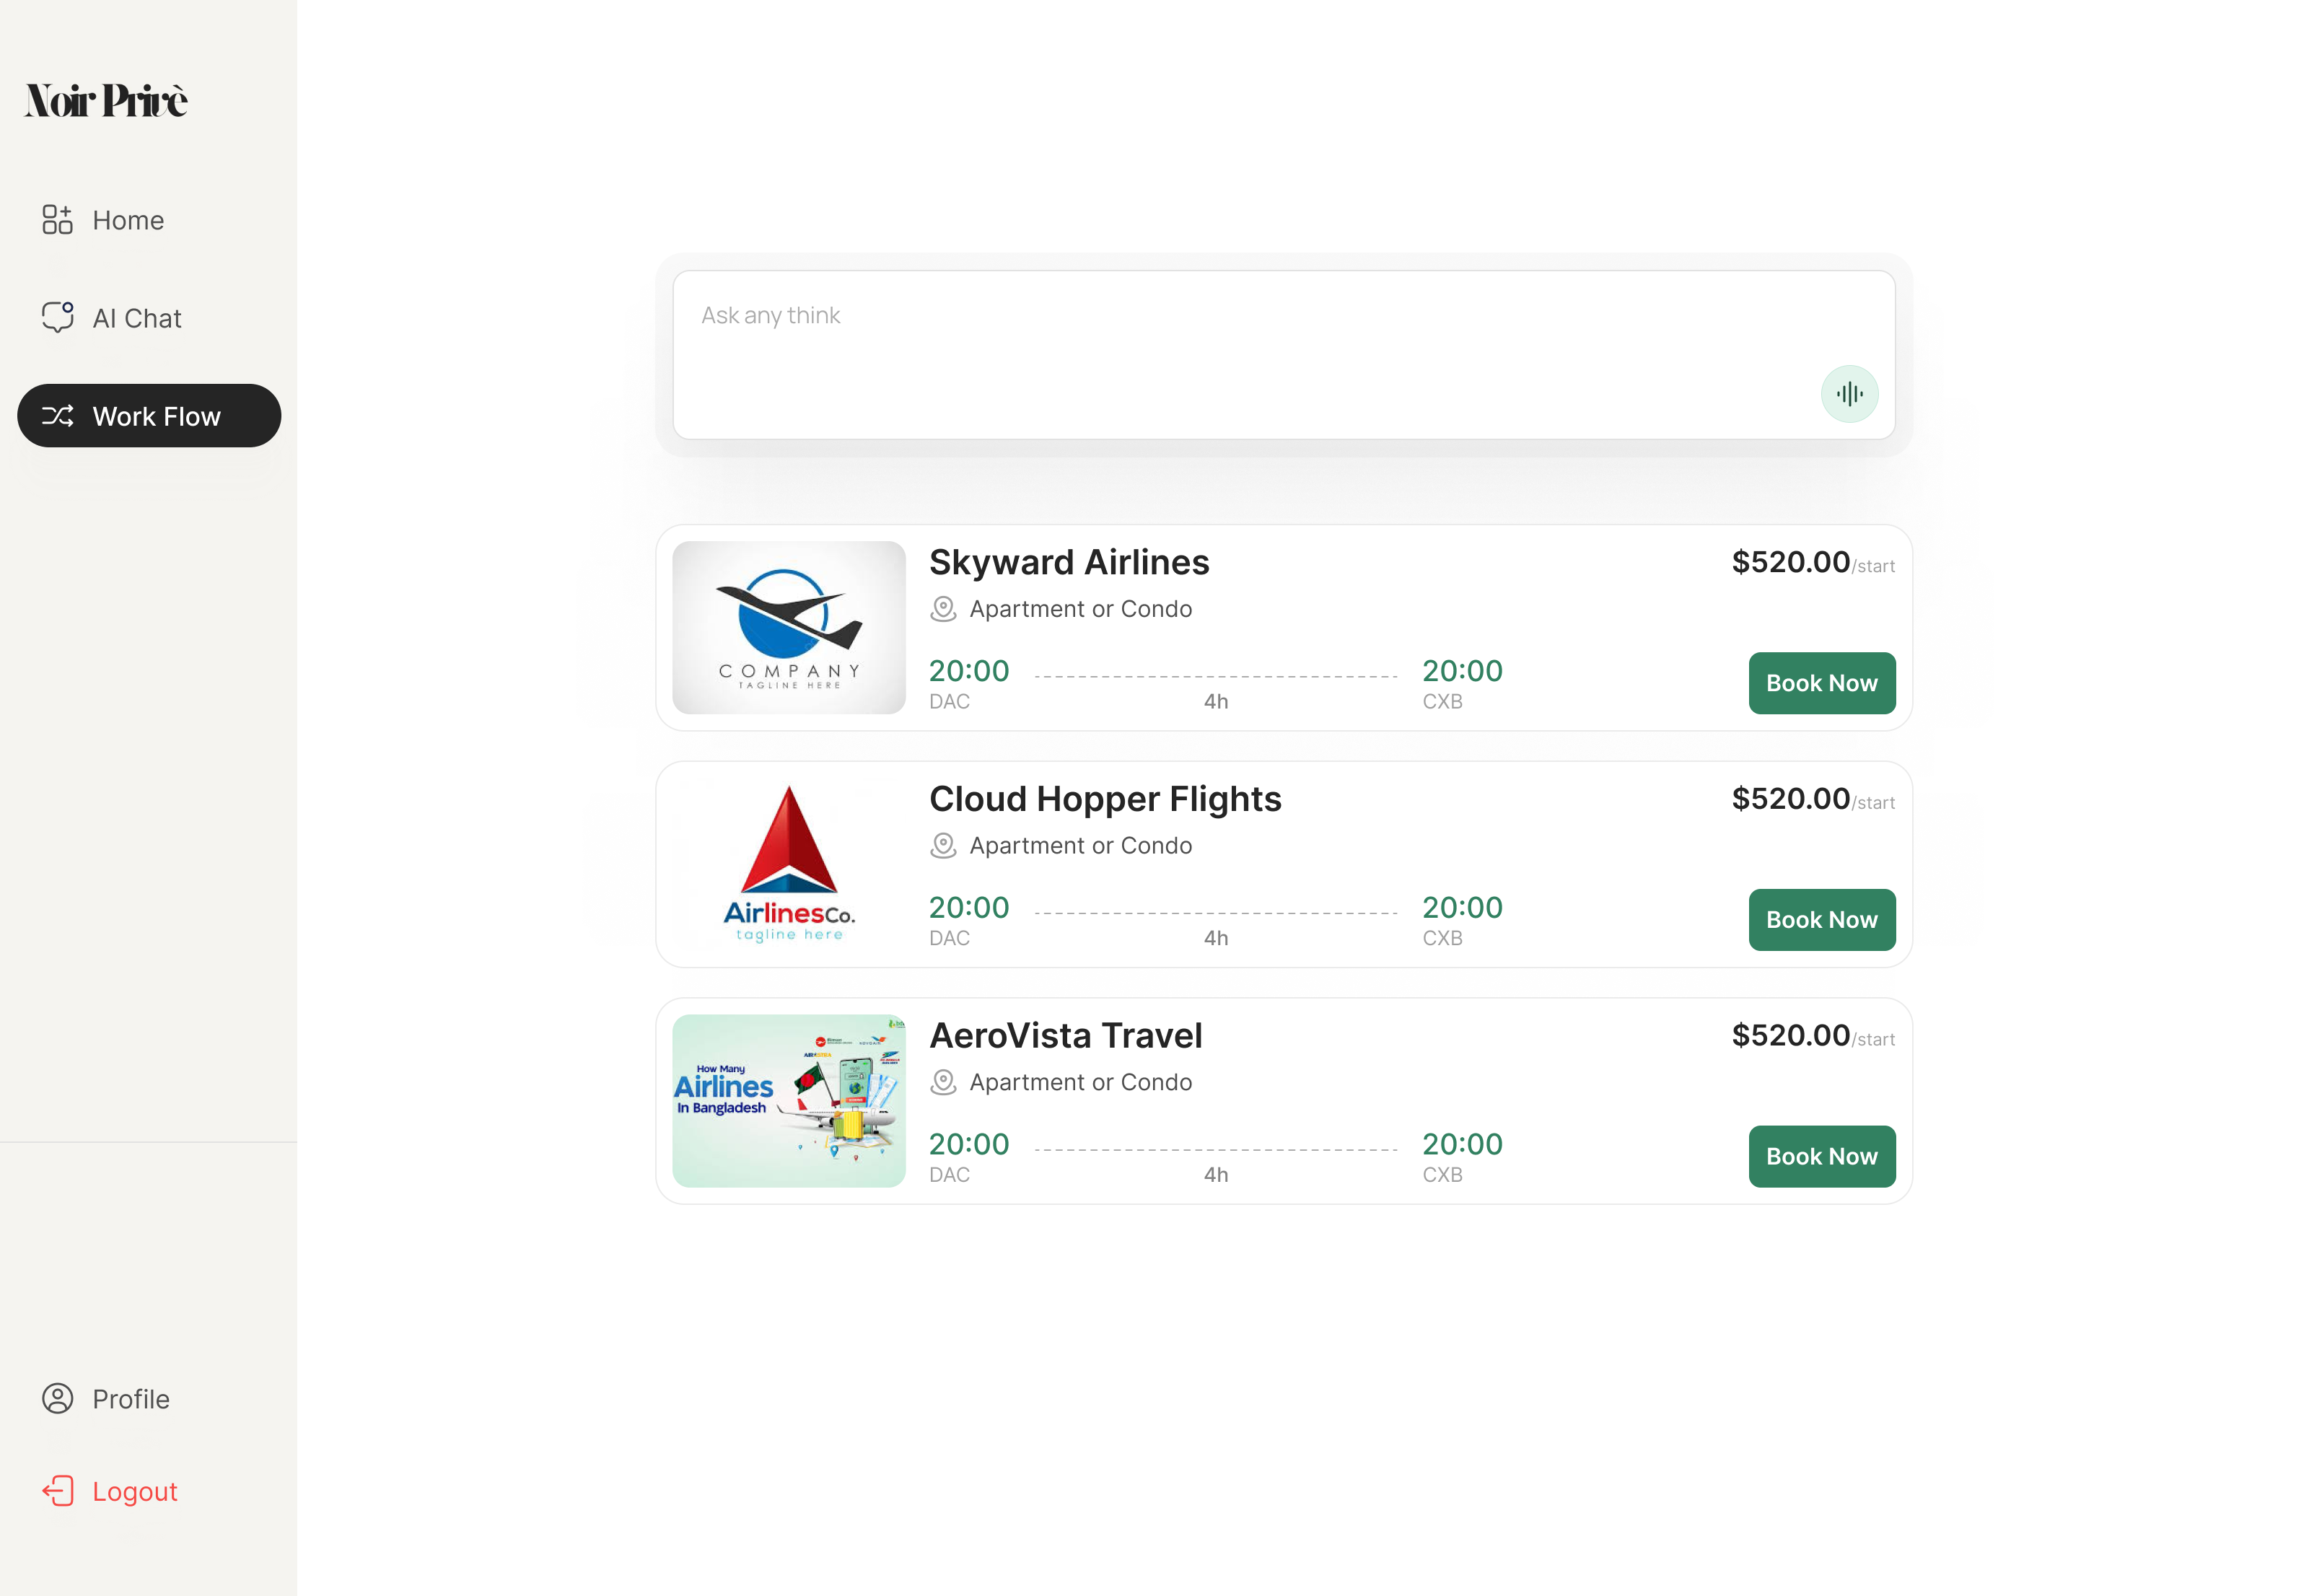 Noir Privè
Home
AI Chat
Work Flow
Profile
Logout
Ask any think
COMPANY
TAGLINE HERE
Skyward Airlines
$520.00/start
Apartment or Condo
20:00
20:00
DAC
4h
CXB
Book Now
AirlinesCo.
tagline here
Cloud Hopper Flights
$520.00/start
Apartment or Condo
20:00
20:00
DAC
4h
CXB
Book Now
How Many
Airlines
In Bangladesh
AeroVista Travel
$520.00/start
Apartment or Condo
20:00
20:00
DAC
4h
CXB
Book Now